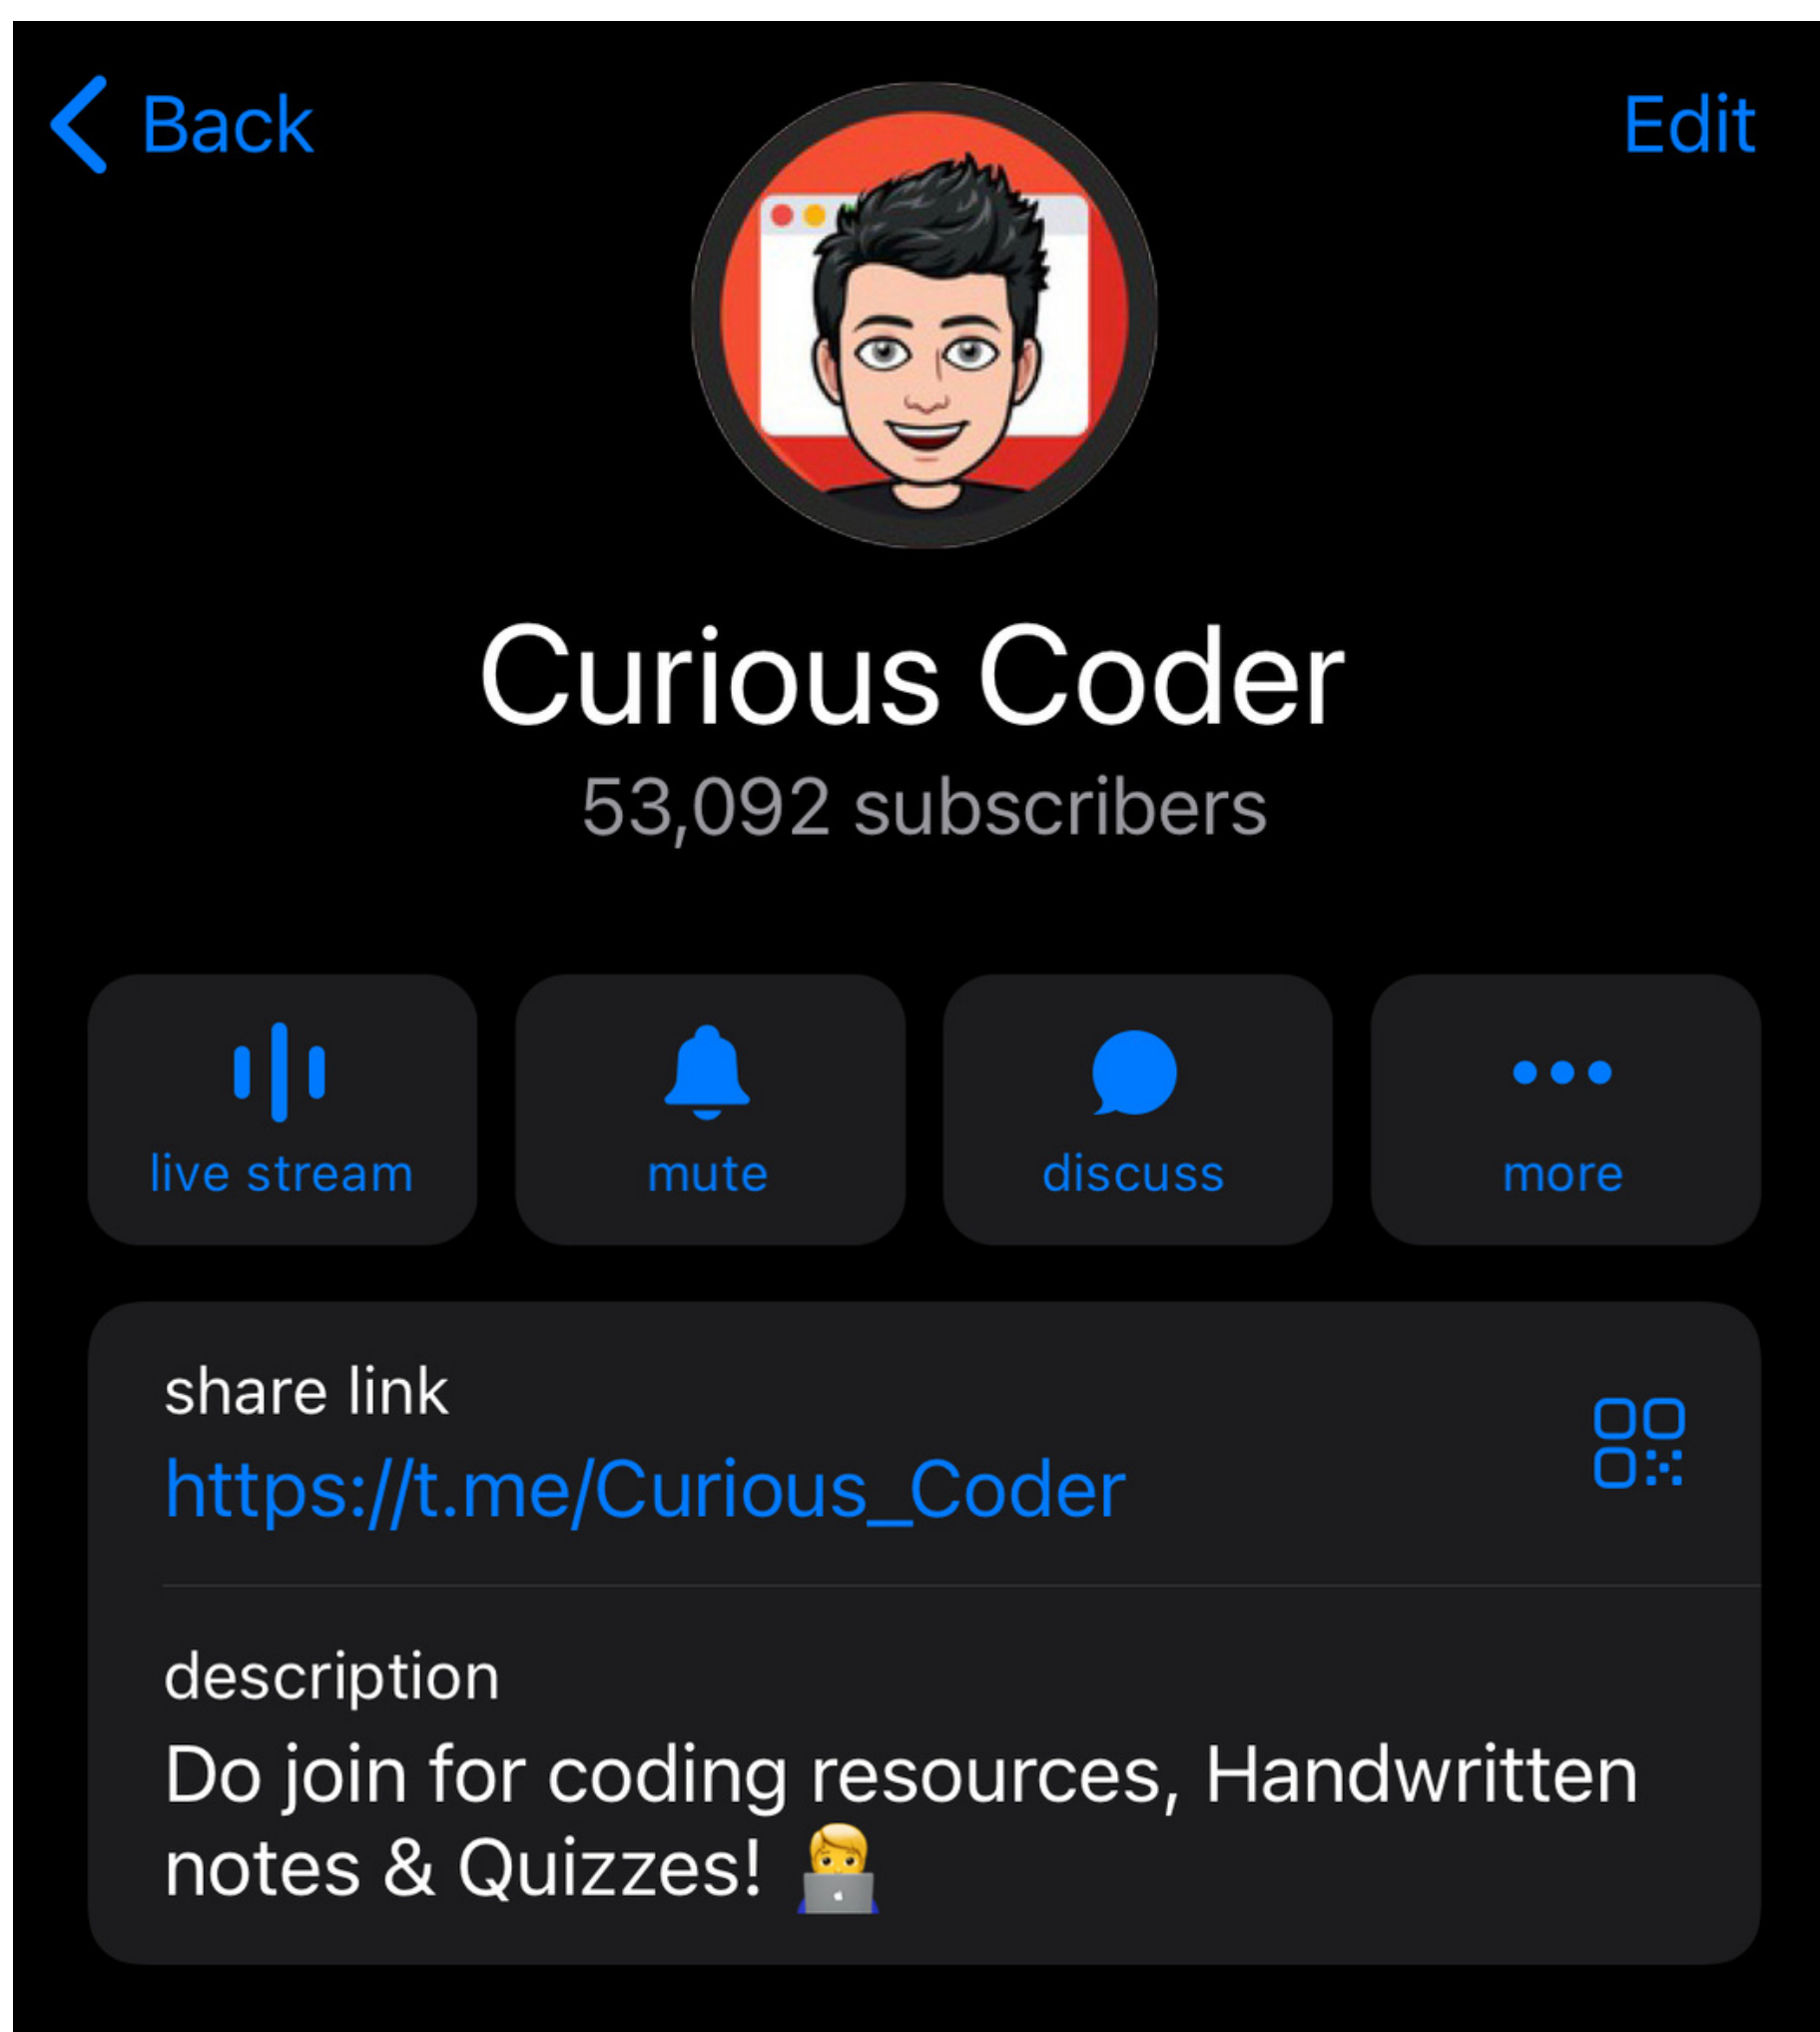 Back
Edit
Curious Coder
53,092 subscribers
live stream
mute
discuss
more
share link
https://t.me/Curious_Coder
description
Do join for coding resources, Handwritten
notes & Quizzes! 👨‍💻